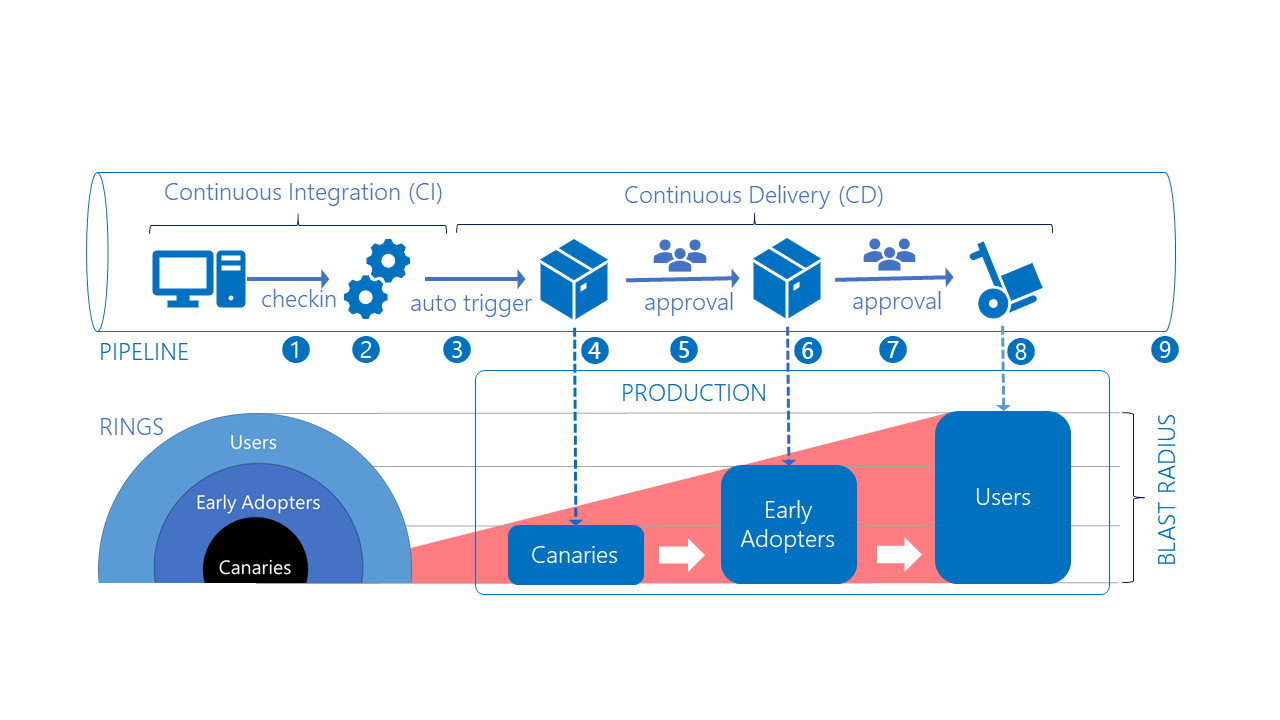 Continuous Integration (CI)
Continuous Delivery (CD)
checkin
auto trigger
approval
approval
PIPELINE
1
2
3
4
5
6
7
8
9
PRODUCTION
RINGS
Users
Early Adopters
Canaries
Canaries
Early
Adopters
Users
BLAST RADIUS